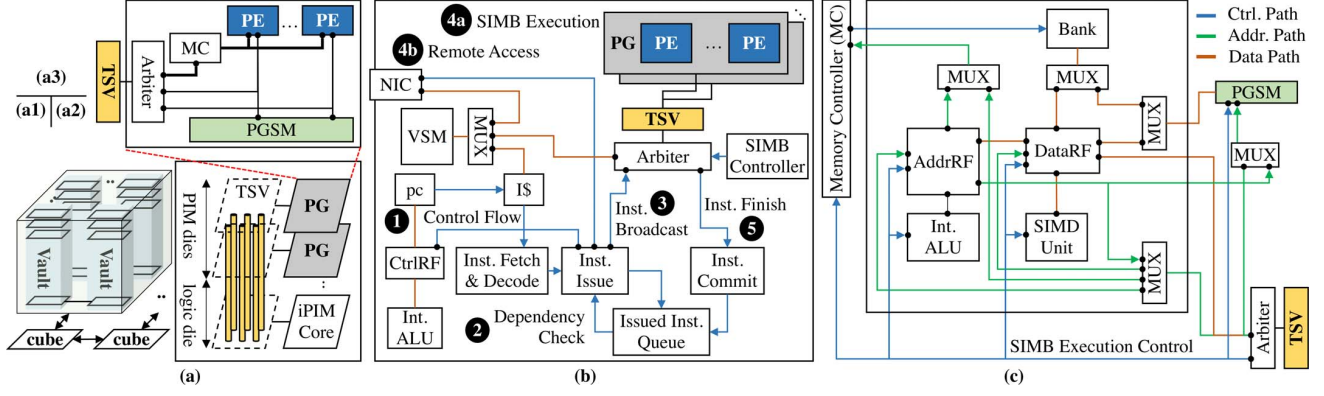 (a3)
(a1)
(a2)
TSV
Arbiter
MC
PE
...
PE
PGSM
Vault
Vault
cube
cube
PIM dies
logic die
TSV
PG
PG
iPIM
Core
(a)
4a
SIMB Execution
4b
Remote Access
PG
PE
...
PE
NIC
VSM
MUX
TSV
Arbiter
SIMB
Controller
pc
I$
1
Control Flow
Inst.
Broadcast
3
Inst. Finish
5
CtrlRF
Inst. Fetch
& Decode
Inst.
Issue
Inst.
Commit
Int.
ALU
2
Dependency
Check
Issued Inst.
Queue
(b)
Memory Controller (MC)
Bank
Ctrl. Path
Addr. Path
Data Path
MUX
MUX
MUX
PGSM
AddrRF
DataRF
MUX
Int.
ALU
SIMD
Unit
MUX
SIMB Execution Control
Arbiter
TSV
(c)